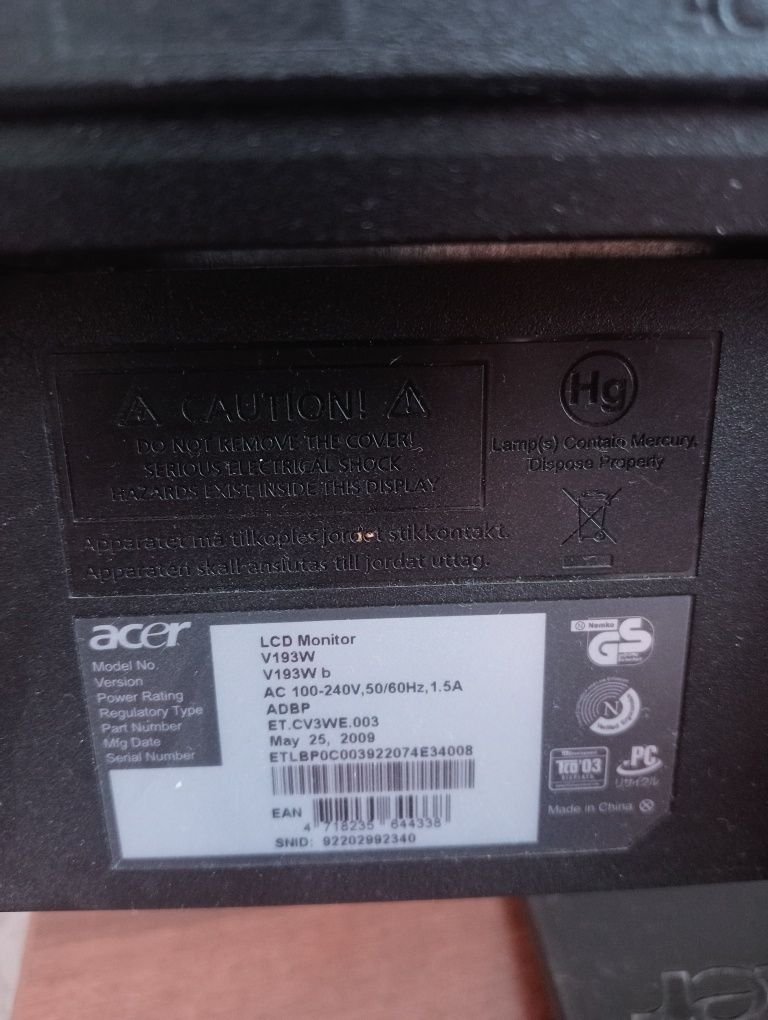 CAUTION!
DO NOT REMOVE THE COVER!
SERIOUS ELECTRICAL SHOCK
HAZARDS EXIST INSIDE THIS DISPLAY
Hg
Lamp(s) Contain Mercury,
Dispose Properly
Apparatet må tilkoples jordet stikkontakt.
Apparaten skall anslutas till jordat uttag.
acer
LCD Monitor
Model No. V193W
Version V193W b
Power Rating AC 100-240V,50/60Hz,1.5A
Regulatory Type ADBP
Part Number ET.CV3WE.003
Mfg Date May 25, 2009
Serial Number ETLBP0C003922074E34008
EAN
4 718235 644338
SNID: 92202992340
N Nemko
GS
N
TCO'03
DISPLAYS
PC
Made in China